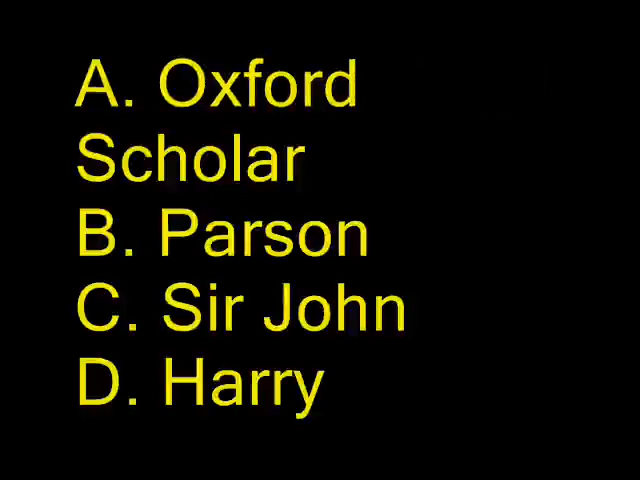 A. Oxford
Scholar
B. Parson
C. Sir John
D. Harry